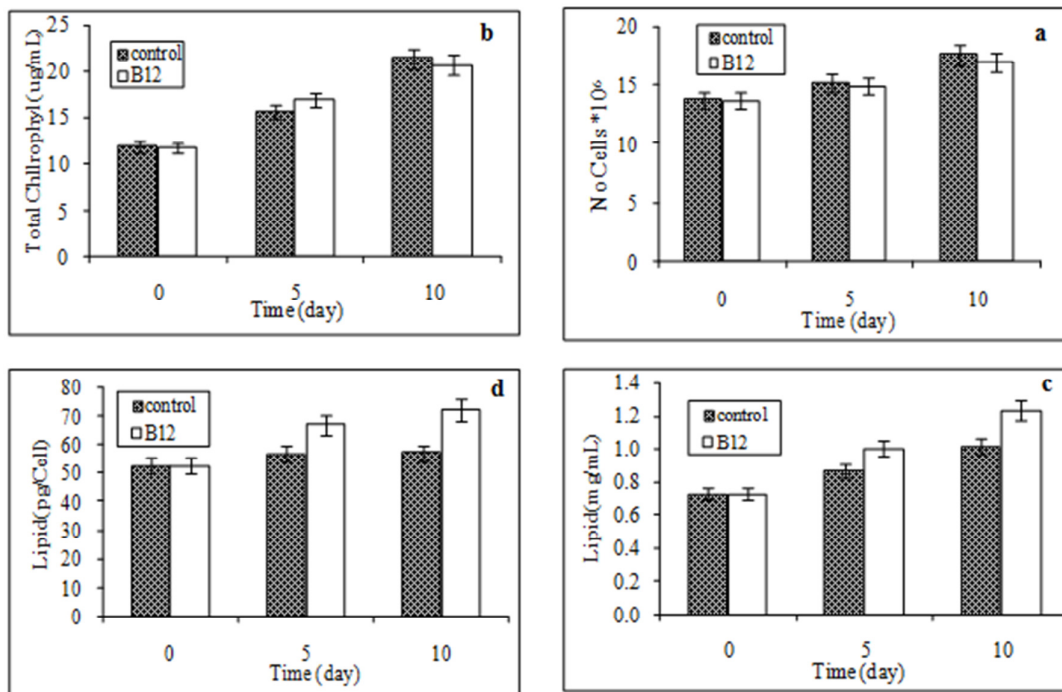 b
control
B12
Total Chllrophyl (ug/mL)
25
20
15
10
5
0
0 5 10
Time (day)
a
control
B12
No Cells *10⁶
20
15
10
5
0
0 5 10
Time (day)
d
control
B12
Lipid(pg/Cell)
80
70
60
50
40
30
20
10
0
0 5 10
Time (day)
c
control
B12
Lipid(mg/mL)
1.4
1.2
1.0
0.8
0.6
0.4
0.2
0.0
0 5 10
Time (day)